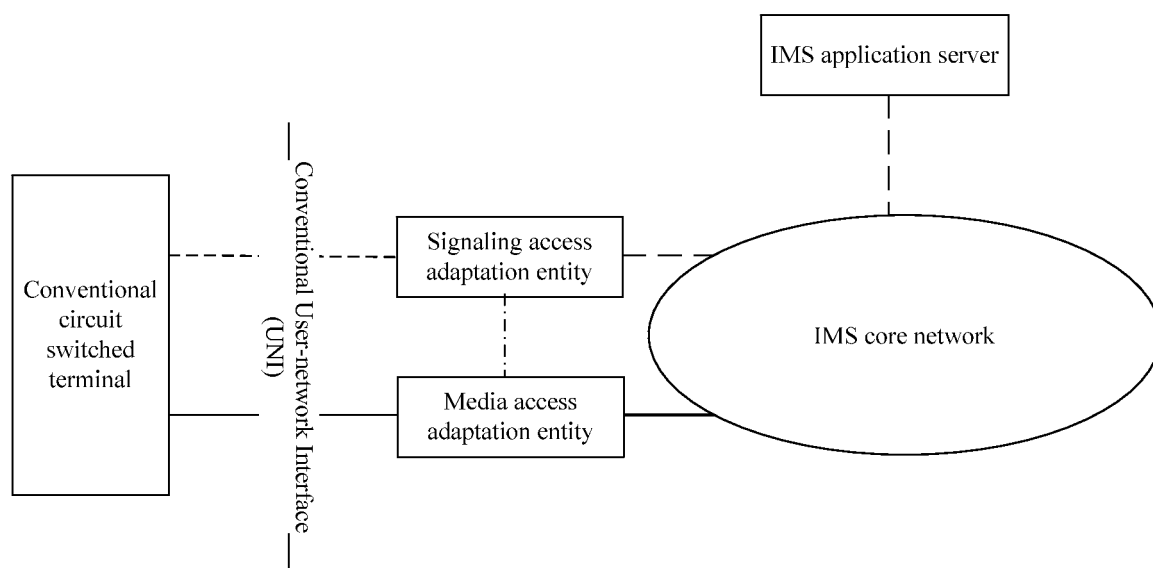 IMS application server
Conventional
circuit
switched
terminal
Conventional User-network Interface
(UNI)
Signaling access
adaptation entity
Media access
adaptation entity
IMS core network